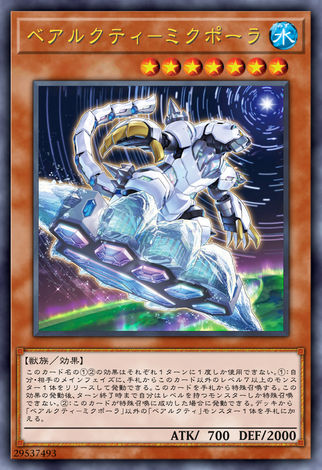 ベアルクティ－ミクポーラ
水
[獣族／効果]
このカード名の①②の効果はそれぞれ１ターンに１度しか使用できない。①：自
分・相手のメインフェイズに、手札からこのカード以外のレベル７以上のモンス
ター１体をリリースして発動できる。このカードを手札から特殊召喚する。この
効果の発動後、ターン終了時まで自分はレベルを持つモンスターしか特殊召喚
できない。②：このカードが特殊召喚に成功した場合に発動できる。デッキから
「ベアルクティ－ミクポーラ」以外の「ベアルクティ」モンスター１体を手札に加
える。
ATK/ 700 DEF/2000
29537493